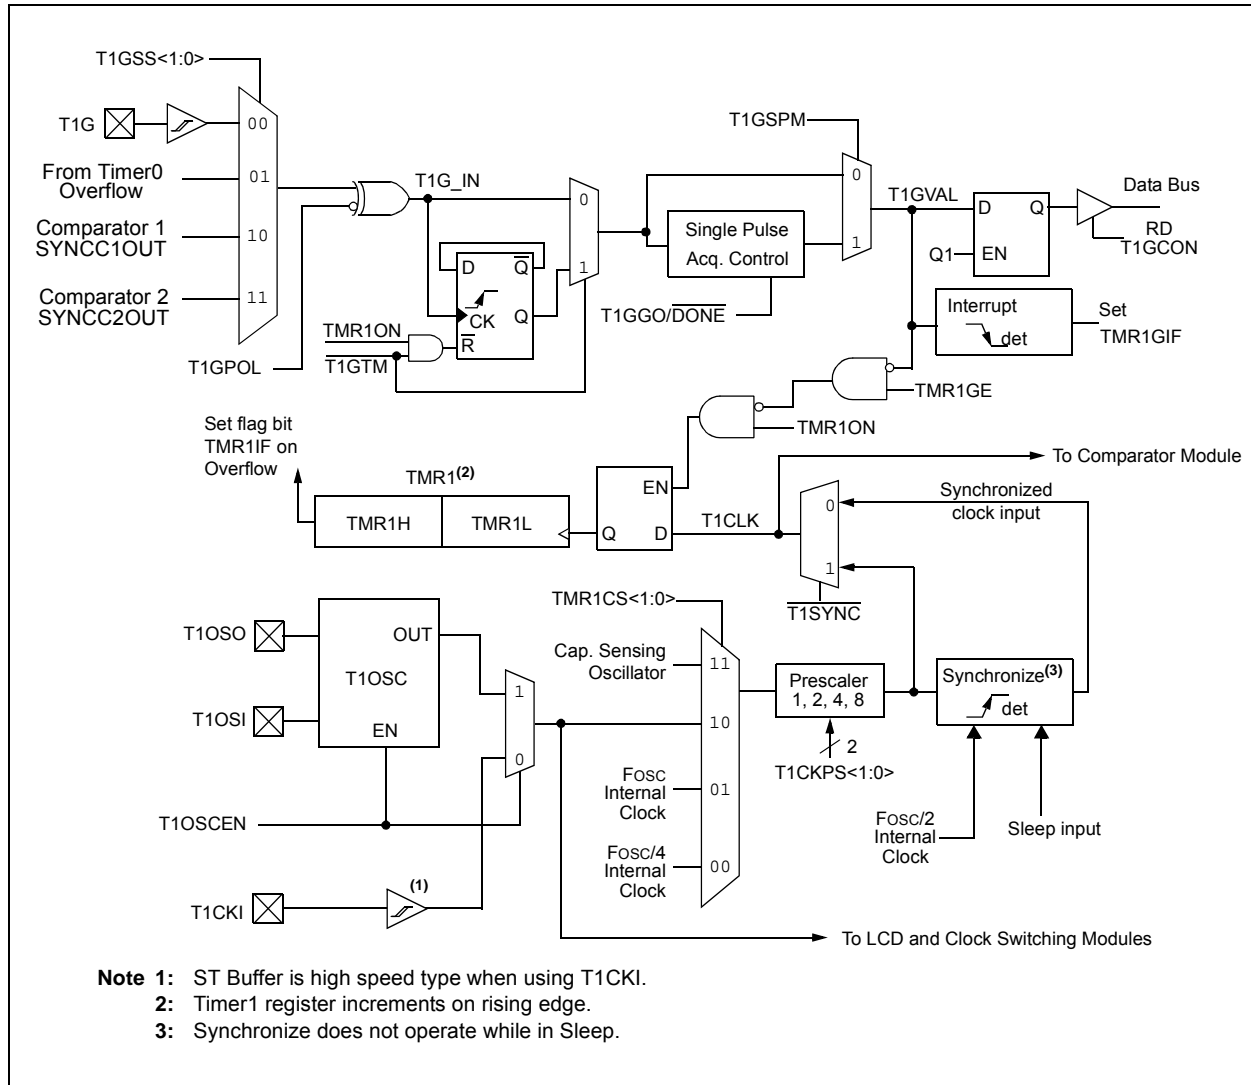 T1GSS<1:0>
T1G
00
From Timer0
Overflow
01
Comparator 1
SYNCC1OUT
10
Comparator 2
SYNCC2OUT
11
T1GPOL
T1G_IN
D
Q
CK
Q
R
TMR1ON
T1GTM
0
1
Single Pulse
Acq. Control
T1GGO/DONE
T1GSPM
0
1
T1GVAL
D
Q
Q1
EN
Data Bus
RD
T1GCON
Interrupt
det
Set
TMR1GIF
TMR1GE
TMR1ON
Set flag bit
TMR1IF on
Overflow
TMR1(2)
TMR1H
TMR1L
EN
Q
D
T1CLK
To Comparator Module
0
1
Synchronized
clock input
T1SYNC
T1OSO
T1OSI
OUT
T1OSC
EN
T1OSCEN
T1CKI
(1)
1
0
TMR1CS<1:0>
Cap. Sensing
Oscillator
11
10
FOSC
Internal
Clock
01
FOSC/4
Internal
Clock
00
Prescaler
1, 2, 4, 8
2
T1CKPS<1:0>
Synchronize(3)
det
FOSC/2
Internal
Clock
Sleep input
To LCD and Clock Switching Modules
Note 1: ST Buffer is high speed type when using T1CKI.
2: Timer1 register increments on rising edge.
3: Synchronize does not operate while in Sleep.